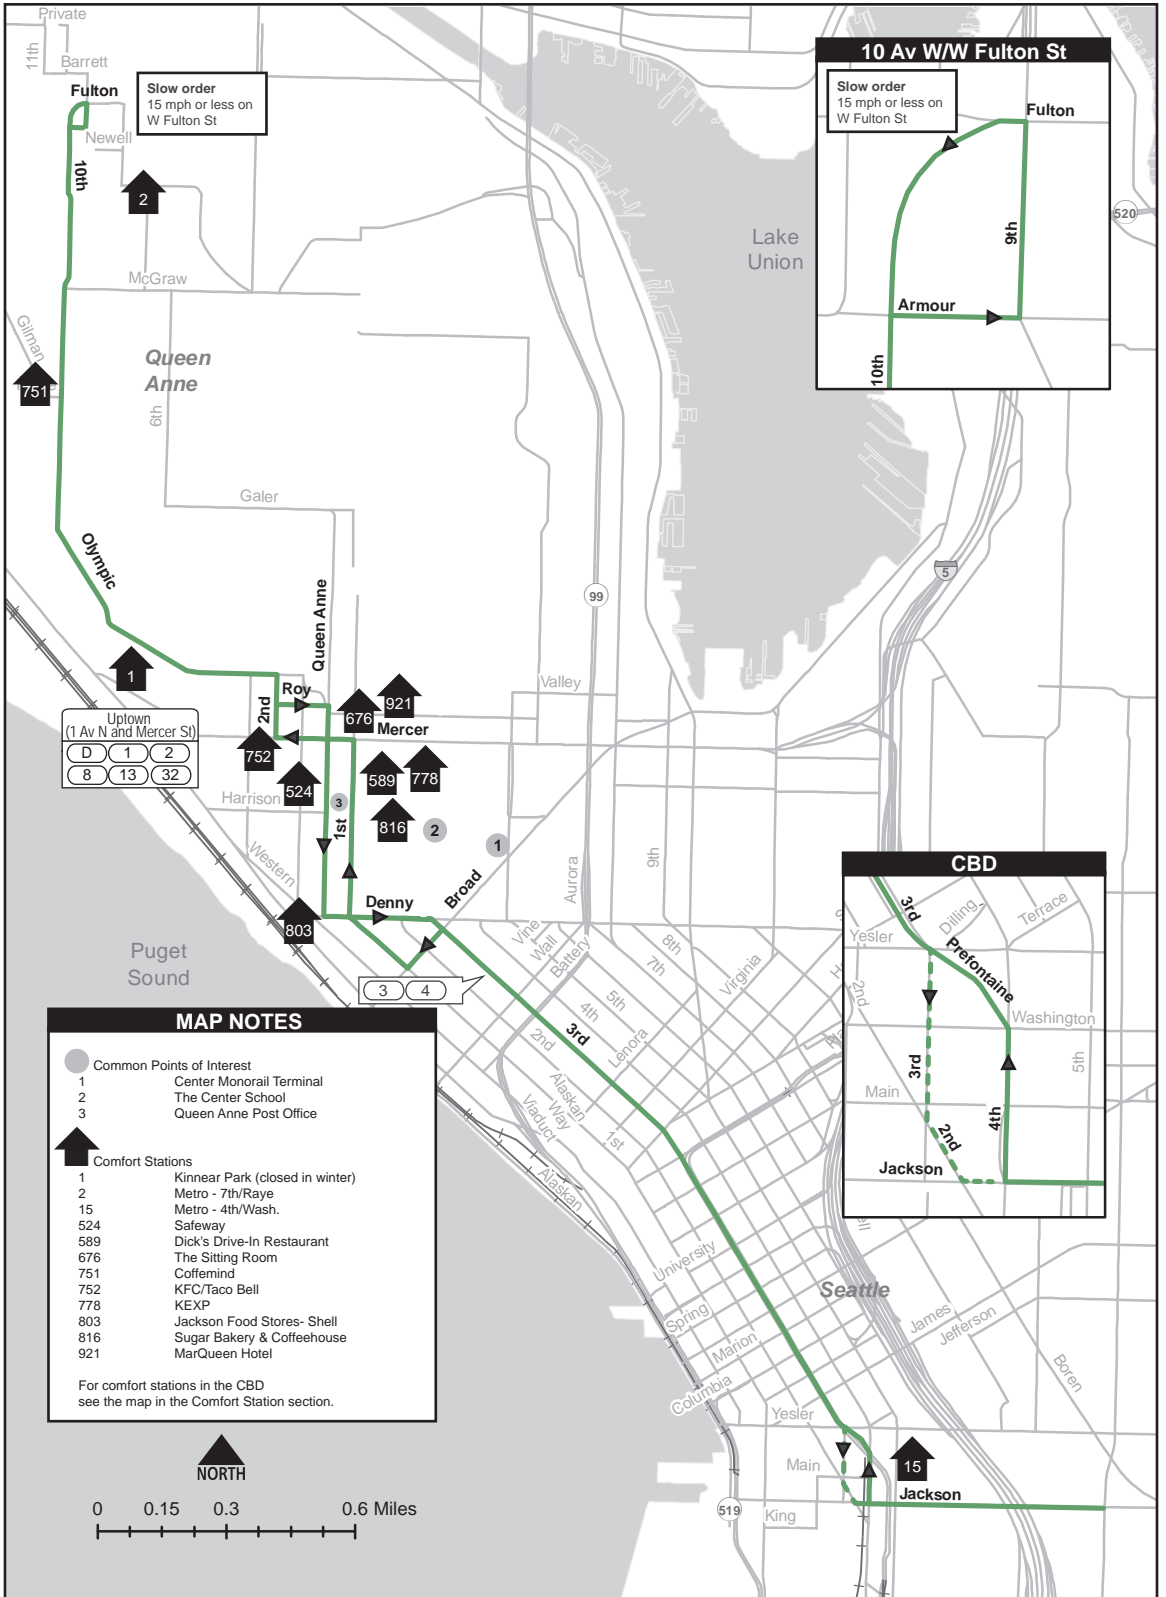 Private
11th
Barrett
Fulton
Slow order
15 mph or less on
W Fulton St
Newell
10th
2
McGraw
Gilman
Queen
Anne
751
6th
Galer
Olympic
Queen Anne
1
Roy
2nd
Valley
921
676
Mercer
Uptown
(1 Av N and Mercer St)
D 1 2
8 13 32
752
524
589
778
Harrison
3
1st
816
2
1
Western
803
Denny
Broad
Aurora
9th
99
5
520
Lake
Union
Puget
Sound
3 4
Vine
Wall
Battery
8th
7th
Virginia
5th
4th
2nd
3rd
Lenora
Alaskan
Way
Viaduct
1st
Alaskan
University
Seattle
Spring
Marion
Columbia
James
Jefferson
Boren
Yesler
Main
15
Jackson
King
519
10 Av W/W Fulton St
Slow order
15 mph or less on
W Fulton St
Fulton
9th
Armour
10th
CBD
3rd
Dilling
Terrace
Yesler
Prefontaine
2nd
Washington
3rd
5th
Main
4th
2nd
Jackson
MAP NOTES
Common Points of Interest
1 Center Monorail Terminal
2 The Center School
3 Queen Anne Post Office
Comfort Stations
1 Kinnear Park (closed in winter)
2 Metro - 7th/Raye
15 Metro - 4th/Wash.
524 Safeway
589 Dick's Drive-In Restaurant
676 The Sitting Room
751 Coffemind
752 KFC/Taco Bell
778 KEXP
803 Jackson Food Stores- Shell
816 Sugar Bakery & Coffeehouse
921 MarQueen Hotel
For comfort stations in the CBD
see the map in the Comfort Station section.
NORTH
0 0.15 0.3 0.6 Miles